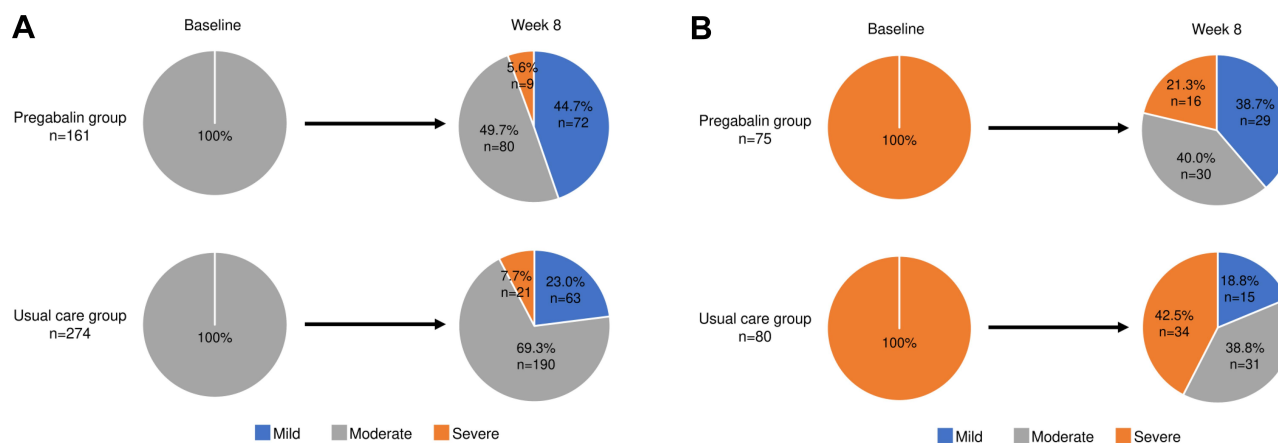 A
Baseline
Week 8
Pregabalin group
n=161
100%
5.6%
n=9
44.7%
n=72
49.7%
n=80
Usual care group
n=274
100%
7.7%
n=21
23.0%
n=63
69.3%
n=190
Mild
Moderate
Severe
B
Baseline
Week 8
Pregabalin group
n=75
100%
21.3%
n=16
38.7%
n=29
40.0%
n=30
Usual care group
n=80
100%
18.8%
n=15
42.5%
n=34
38.8%
n=31
Mild
Moderate
Severe